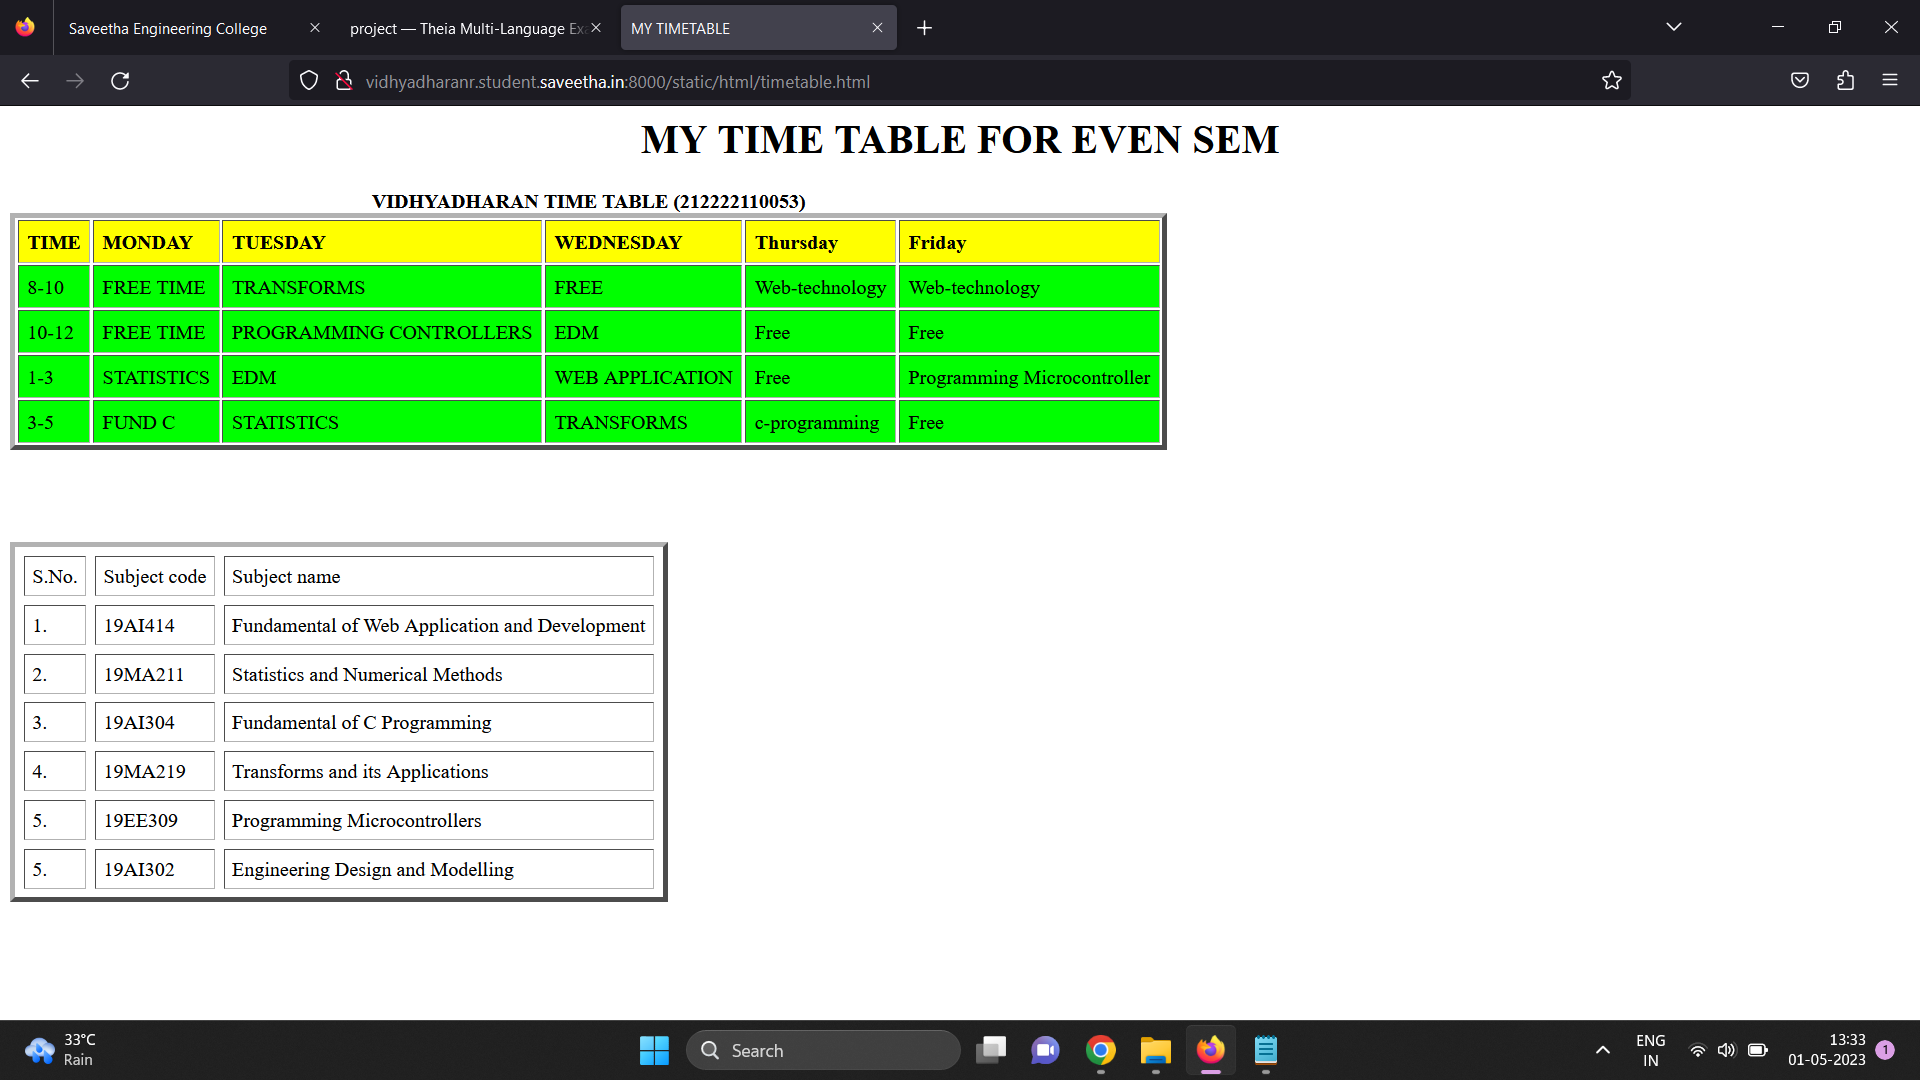 Saveetha Engineering College
project — Theia Multi-Language Ex
MY TIMETABLE
vidhyadharanr.student.saveetha.in:8000/static/html/timetable.html
MY TIME TABLE FOR EVEN SEM
VIDHYADHARAN TIME TABLE (212222110053)
TIME MONDAY TUESDAY WEDNESDAY Thursday Friday
8-10 FREE TIME TRANSFORMS FREE Web-technology Web-technology
10-12 FREE TIME PROGRAMMING CONTROLLERS EDM Free Free
1-3 STATISTICS EDM WEB APPLICATION Free Programming Microcontroller
3-5 FUND C STATISTICS TRANSFORMS c-programming Free
S.No. Subject code Subject name
1. 19AI414 Fundamental of Web Application and Development
2. 19MA211 Statistics and Numerical Methods
3. 19AI304 Fundamental of C Programming
4. 19MA219 Transforms and its Applications
5. 19EE309 Programming Microcontrollers
5. 19AI302 Engineering Design and Modelling
33°C
Rain
Search
ENG
IN
13:33
01-05-2023
1